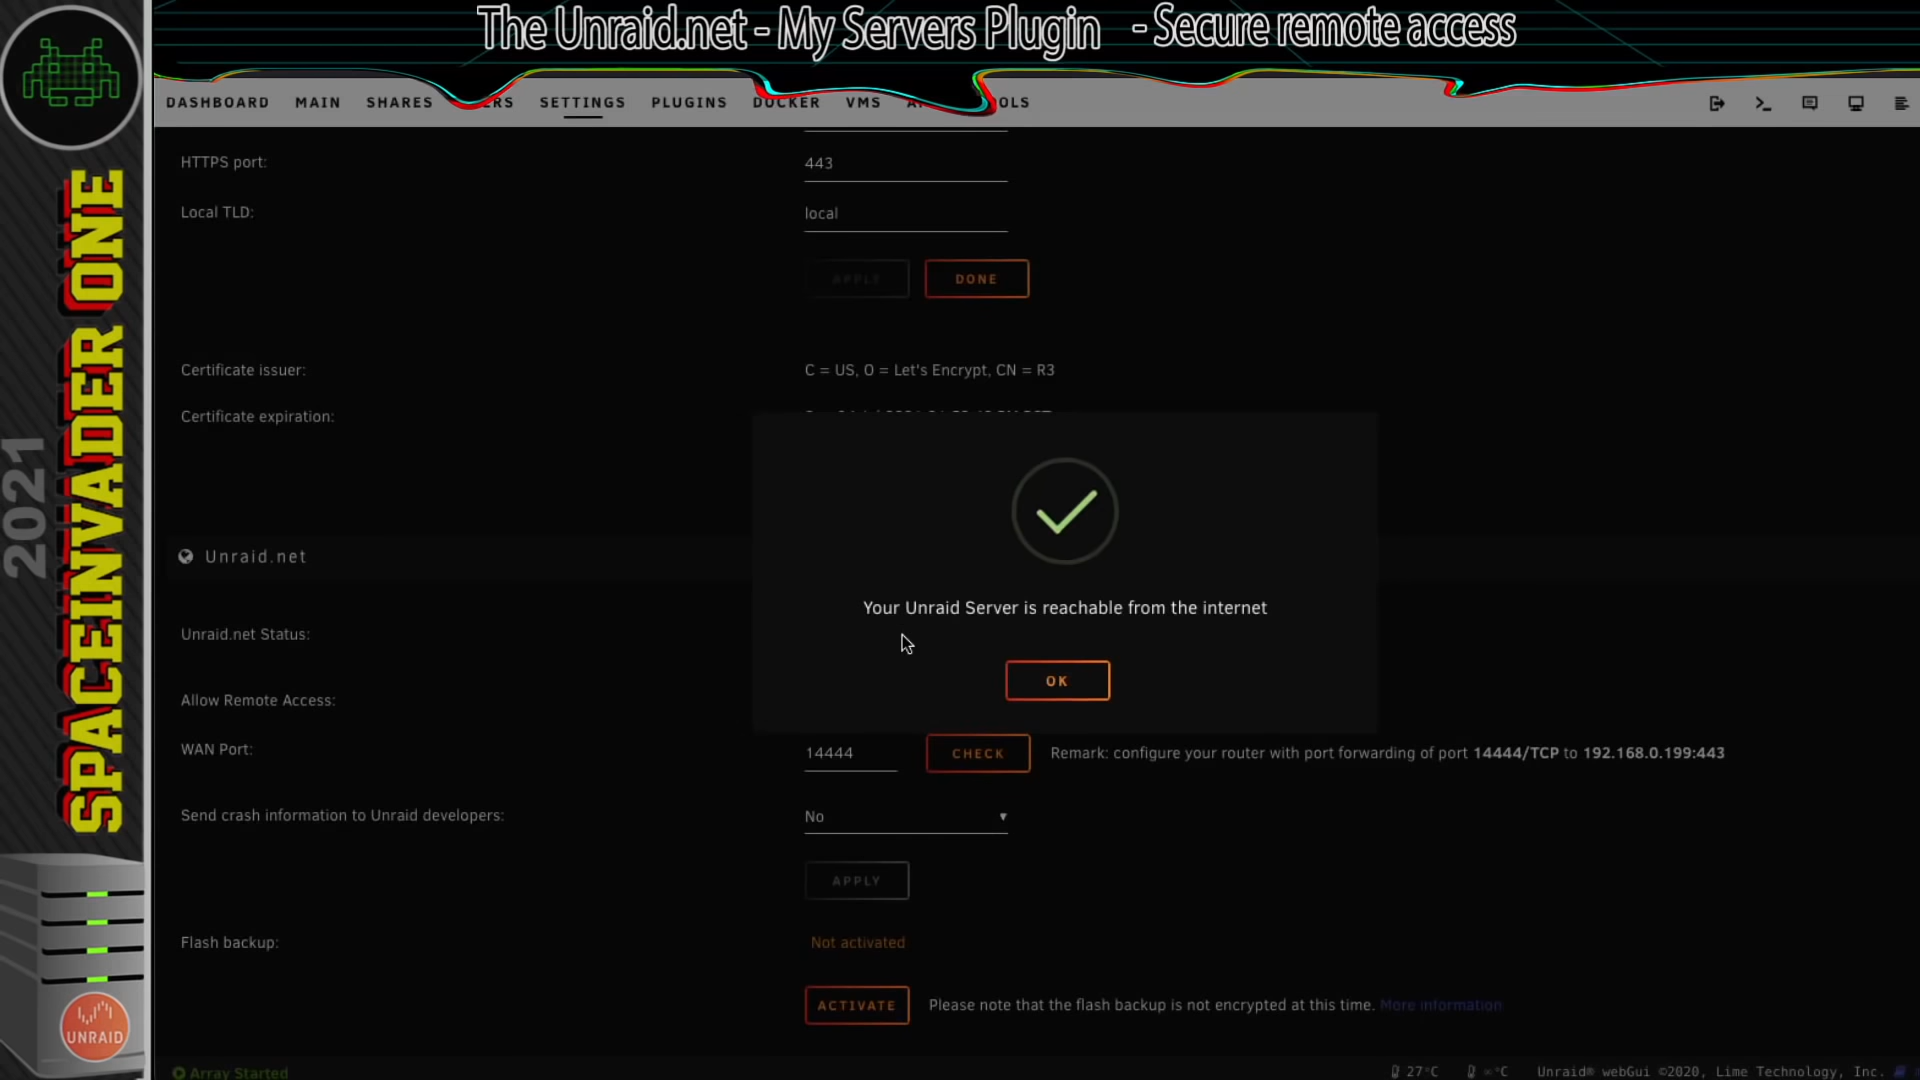 The Unraid.net - My Servers Plugin - Secure remote access
DASHBOARD MAIN SHARES SETTINGS PLUGINS DOCKER VMS
HTTPS port: 443
Local TLD: local
APPLY DONE
Certificate issuer: C = US, O = Let's Encrypt, CN = R3
Certificate expiration:
Unraid.net
Your Unraid Server is reachable from the internet
Unraid.net Status:
OK
Allow Remote Access:
WAN Port: 14444 CHECK Remark: configure your router with port forwarding of port 14444/TCP to 192.168.0.199:443
Send crash information to Unraid developers: No
APPLY
Flash backup: Not activated
ACTIVATE Please note that the flash backup is not encrypted at this time. More information
Array Started 27°C Unraid® webGui ©2020, Lime Technology, Inc.
2021
SPACEINVADER ONE
UNRAID